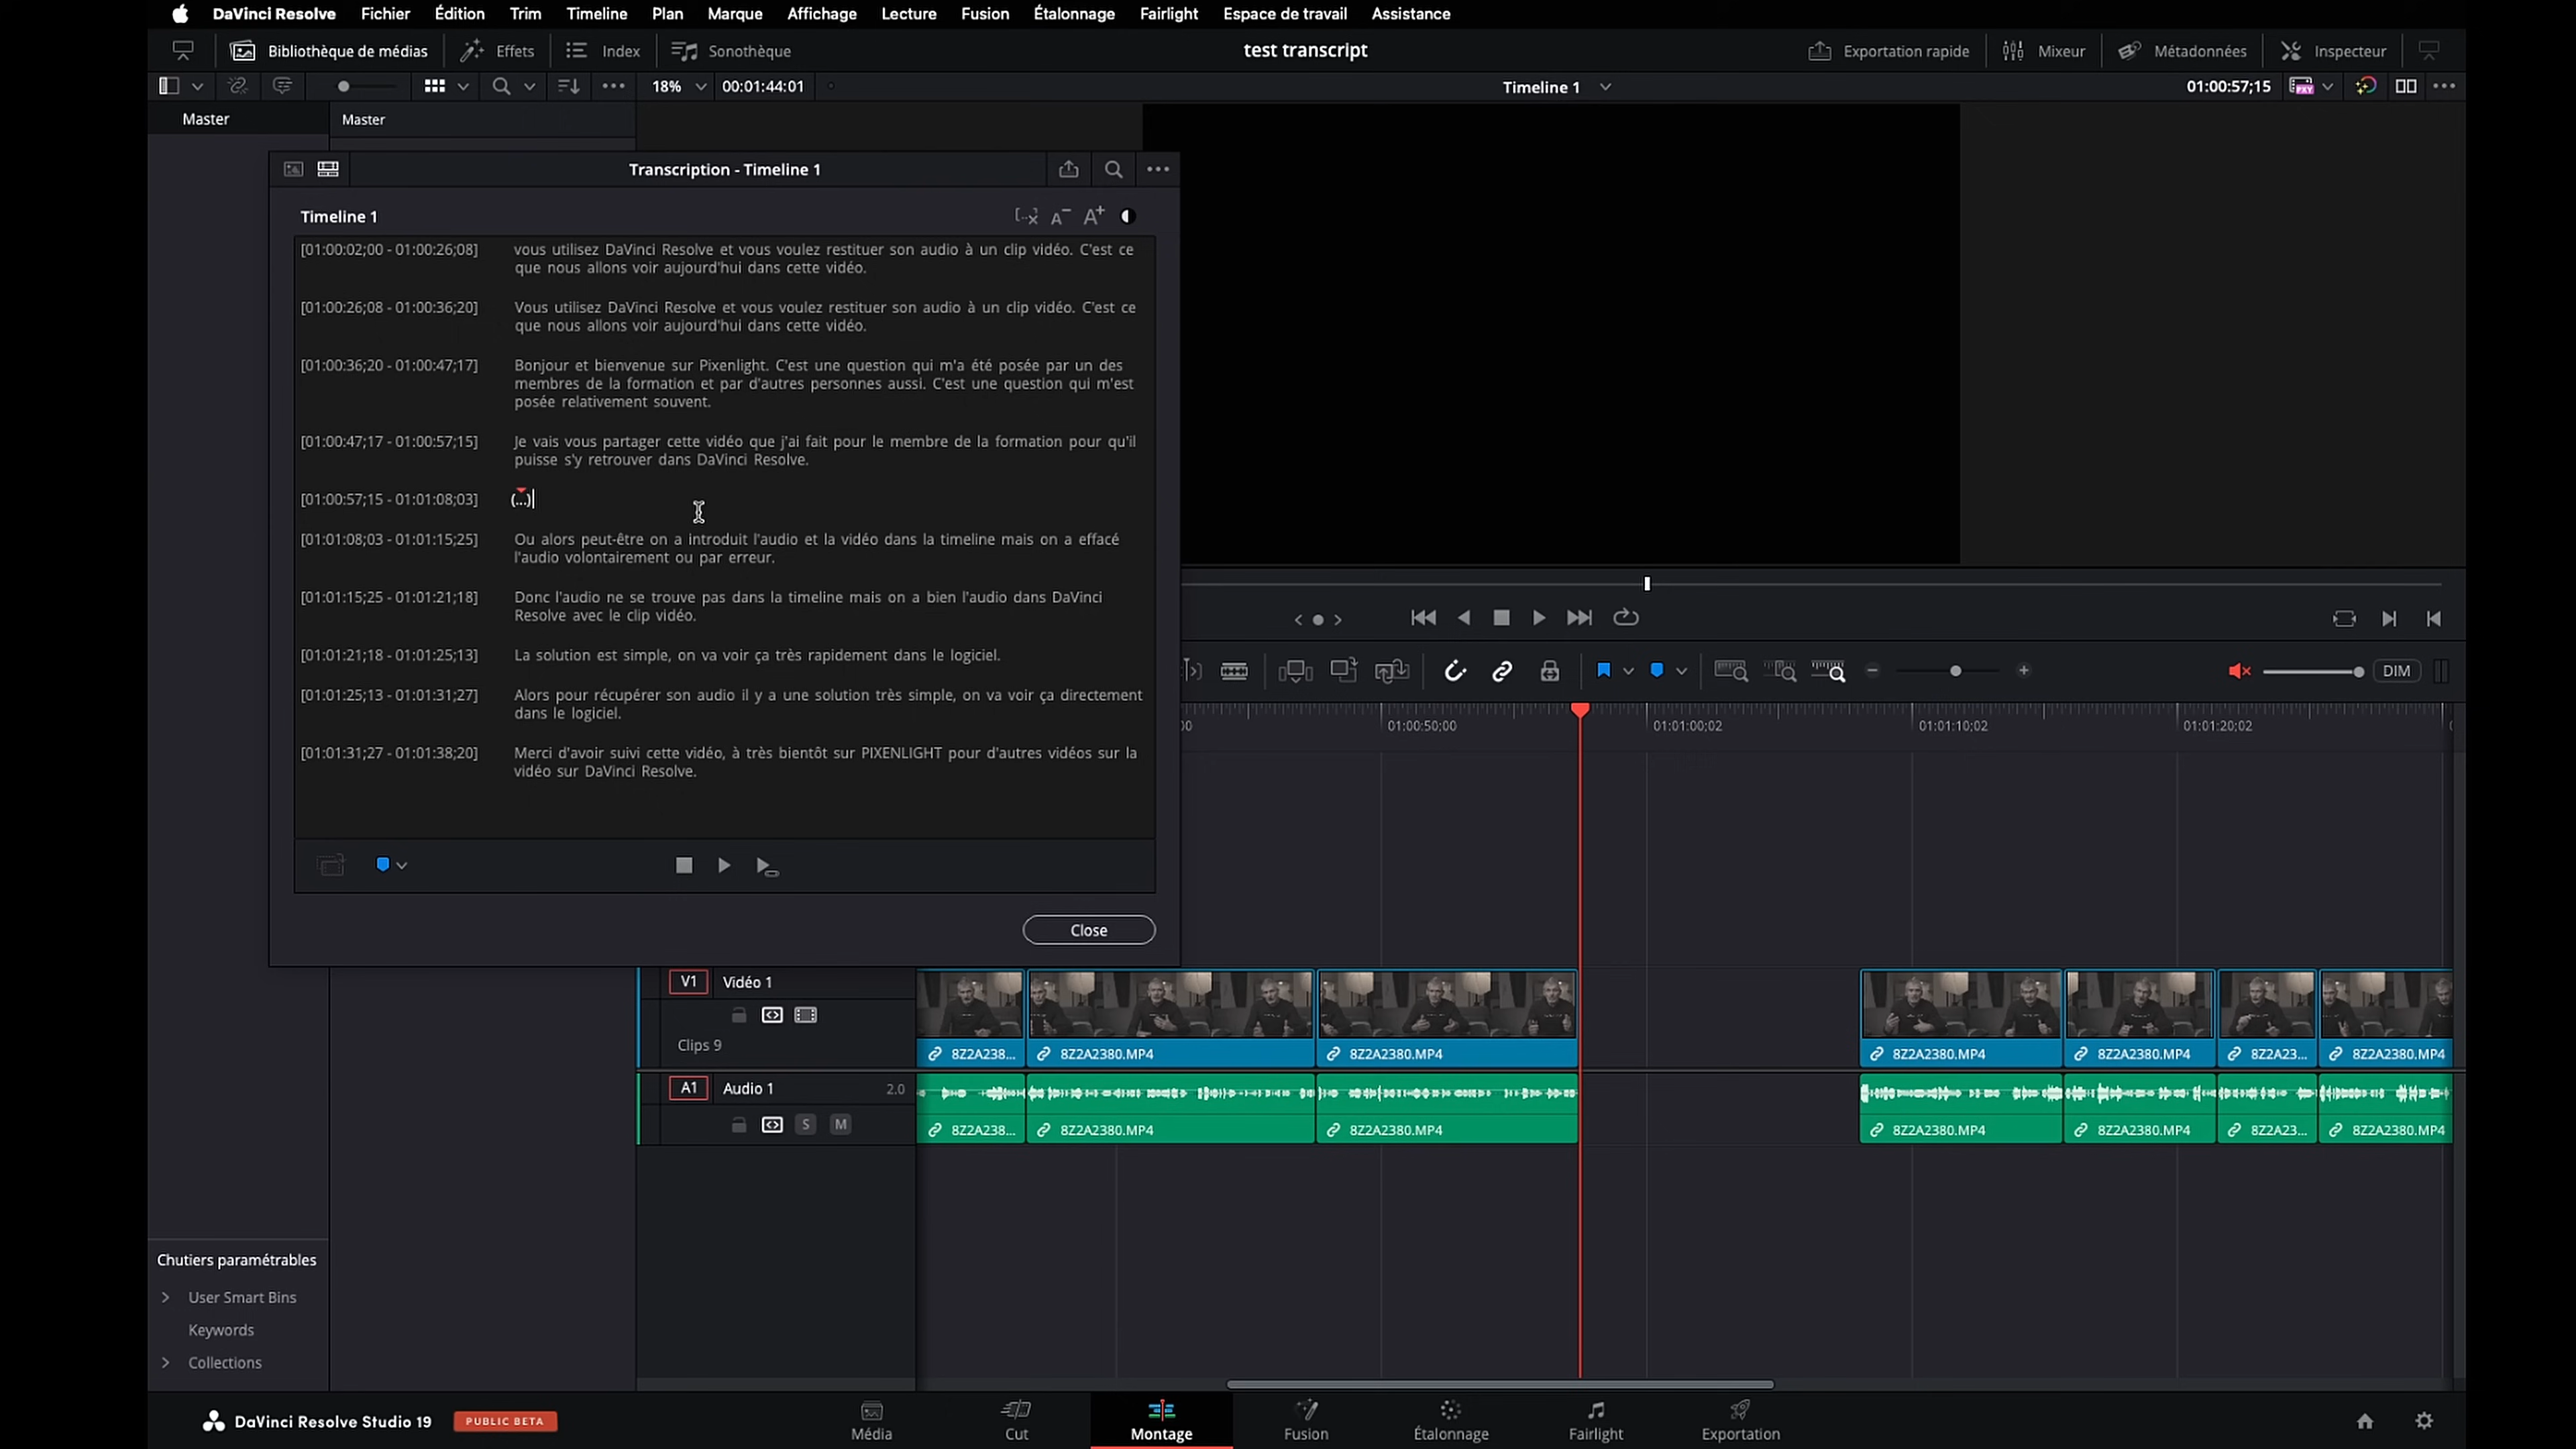 DaVinci Resolve Fichier Édition Trim Timeline Plan Marque Affichage Lecture Fusion Étalonnage Fairlight Espace de travail Assistance
Bibliothèque de médias Effets Index Sonothèque test transcript Exportation rapide Mixeur Métadonnées Inspecteur
18% 00:01:44:01 Timeline 1 01:00:57;15 PXY
Master Master
Transcription - Timeline 1
Timeline 1 A− A+
[01:00:02;00 - 01:00:26;08] vous utilisez DaVinci Resolve et vous voulez restituer son audio à un clip vidéo. C'est ce
que nous allons voir aujourd'hui dans cette vidéo.
[01:00:26;08 - 01:00:36;20] Vous utilisez DaVinci Resolve et vous voulez restituer son audio à un clip vidéo. C'est ce
que nous allons voir aujourd'hui dans cette vidéo.
[01:00:36;20 - 01:00:47;17] Bonjour et bienvenue sur Pixenlight. C'est une question qui m'a été posée par un des
membres de la formation et par d'autres personnes aussi. C'est une question qui m'est
posée relativement souvent.
[01:00:47;17 - 01:00:57;15] Je vais vous partager cette vidéo que j'ai fait pour le membre de la formation pour qu'il
puisse s'y retrouver dans DaVinci Resolve.
[01:00:57;15 - 01:01:08;03] (...)
[01:01:08;03 - 01:01:15;25] Ou alors peut-être on a introduit l'audio et la vidéo dans la timeline mais on a effacé
l'audio volontairement ou par erreur.
[01:01:15;25 - 01:01:21;18] Donc l'audio ne se trouve pas dans la timeline mais on a bien l'audio dans DaVinci
Resolve avec le clip vidéo.
[01:01:21;18 - 01:01:25;13] La solution est simple, on va voir ça très rapidement dans le logiciel.
[01:01:25;13 - 01:01:31;27] Alors pour récupérer son audio il y a une solution très simple, on va voir ça directement
dans le logiciel.
[01:01:31;27 - 01:01:38;20] Merci d'avoir suivi cette vidéo, à très bientôt sur PIXENLIGHT pour d'autres vidéos sur la
vidéo sur DaVinci Resolve.
Close
DIM
01:00:50;00 01:01:00;02 01:01:10;02 01:01:20;02
V1 Vidéo 1
Clips 9
8Z2A238... 8Z2A2380.MP4 8Z2A2380.MP4 8Z2A2380.MP4 8Z2A2380.MP4 8Z2A23... 8Z2A2380.MP4
A1 Audio 1 2.0
S M
8Z2A238... 8Z2A2380.MP4 8Z2A2380.MP4 8Z2A2380.MP4 8Z2A2380.MP4 8Z2A23... 8Z2A2380.MP4
Chutiers paramétrables
User Smart Bins
Keywords
Collections
DaVinci Resolve Studio 19 PUBLIC BETA Média Cut Montage Fusion Étalonnage Fairlight Exportation